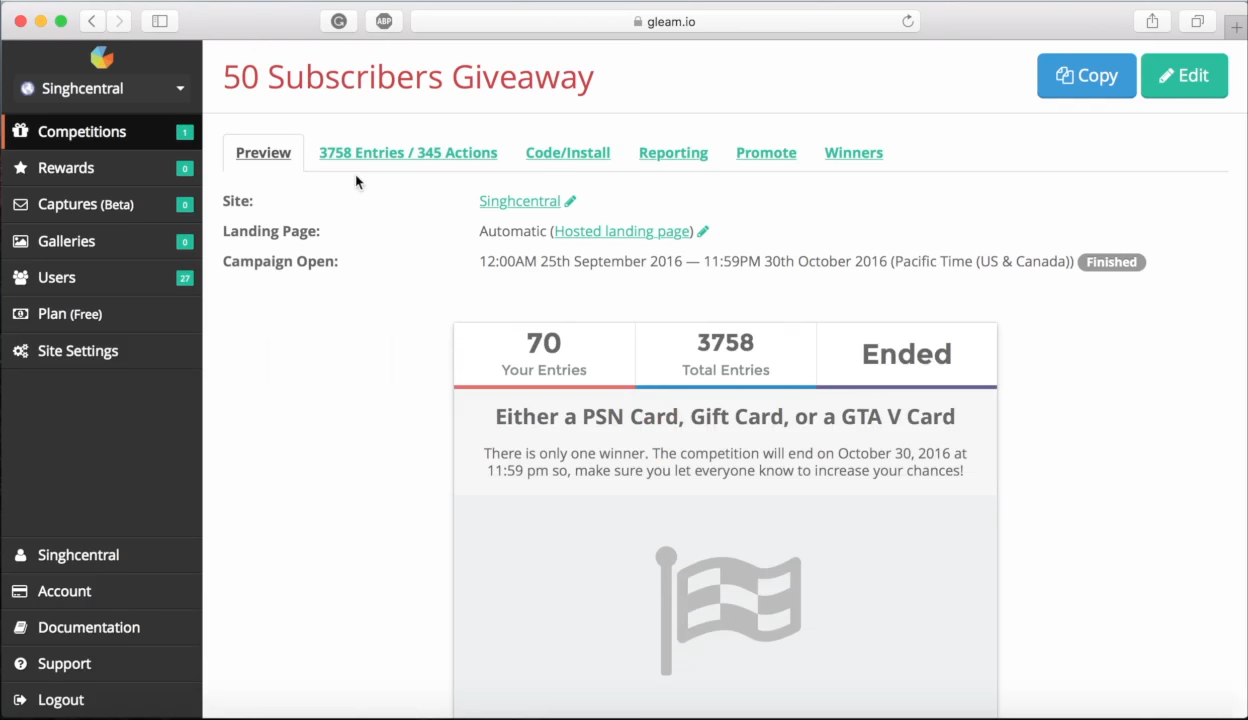 ABP
gleam.io
Singhcentral
Competitions 1
Rewards 0
Captures (Beta) 0
Galleries 0
Users 27
Plan (Free)
Site Settings
Singhcentral
Account
Documentation
Support
Logout
50 Subscribers Giveaway
Copy
Edit
Preview 3758 Entries / 345 Actions Code/Install Reporting Promote Winners
Site: Singhcentral
Landing Page: Automatic (Hosted landing page)
Campaign Open: 12:00AM 25th September 2016 — 11:59PM 30th October 2016 (Pacific Time (US & Canada)) Finished
70 3758 Ended
Your Entries Total Entries
Either a PSN Card, Gift Card, or a GTA V Card
There is only one winner. The competition will end on October 30, 2016 at
11:59 pm so, make sure you let everyone know to increase your chances!